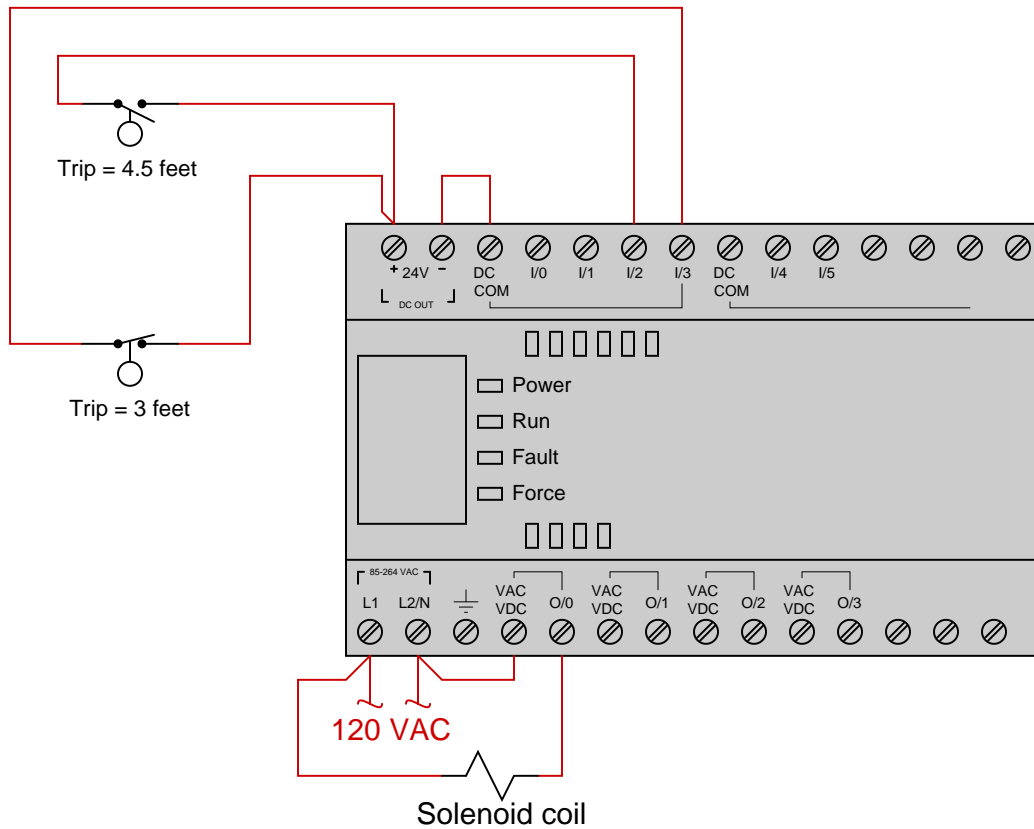 Trip = 4.5 feet
+ 24V -
DC OUT
DC
COM
I/0
I/1
I/2
I/3
DC
COM
I/4
I/5
Trip = 3 feet
Power
Run
Fault
Force
85-264 VAC
L1
L2/N
VAC
VDC
O/0
VAC
VDC
O/1
VAC
VDC
O/2
VAC
VDC
O/3
120 VAC
Solenoid coil